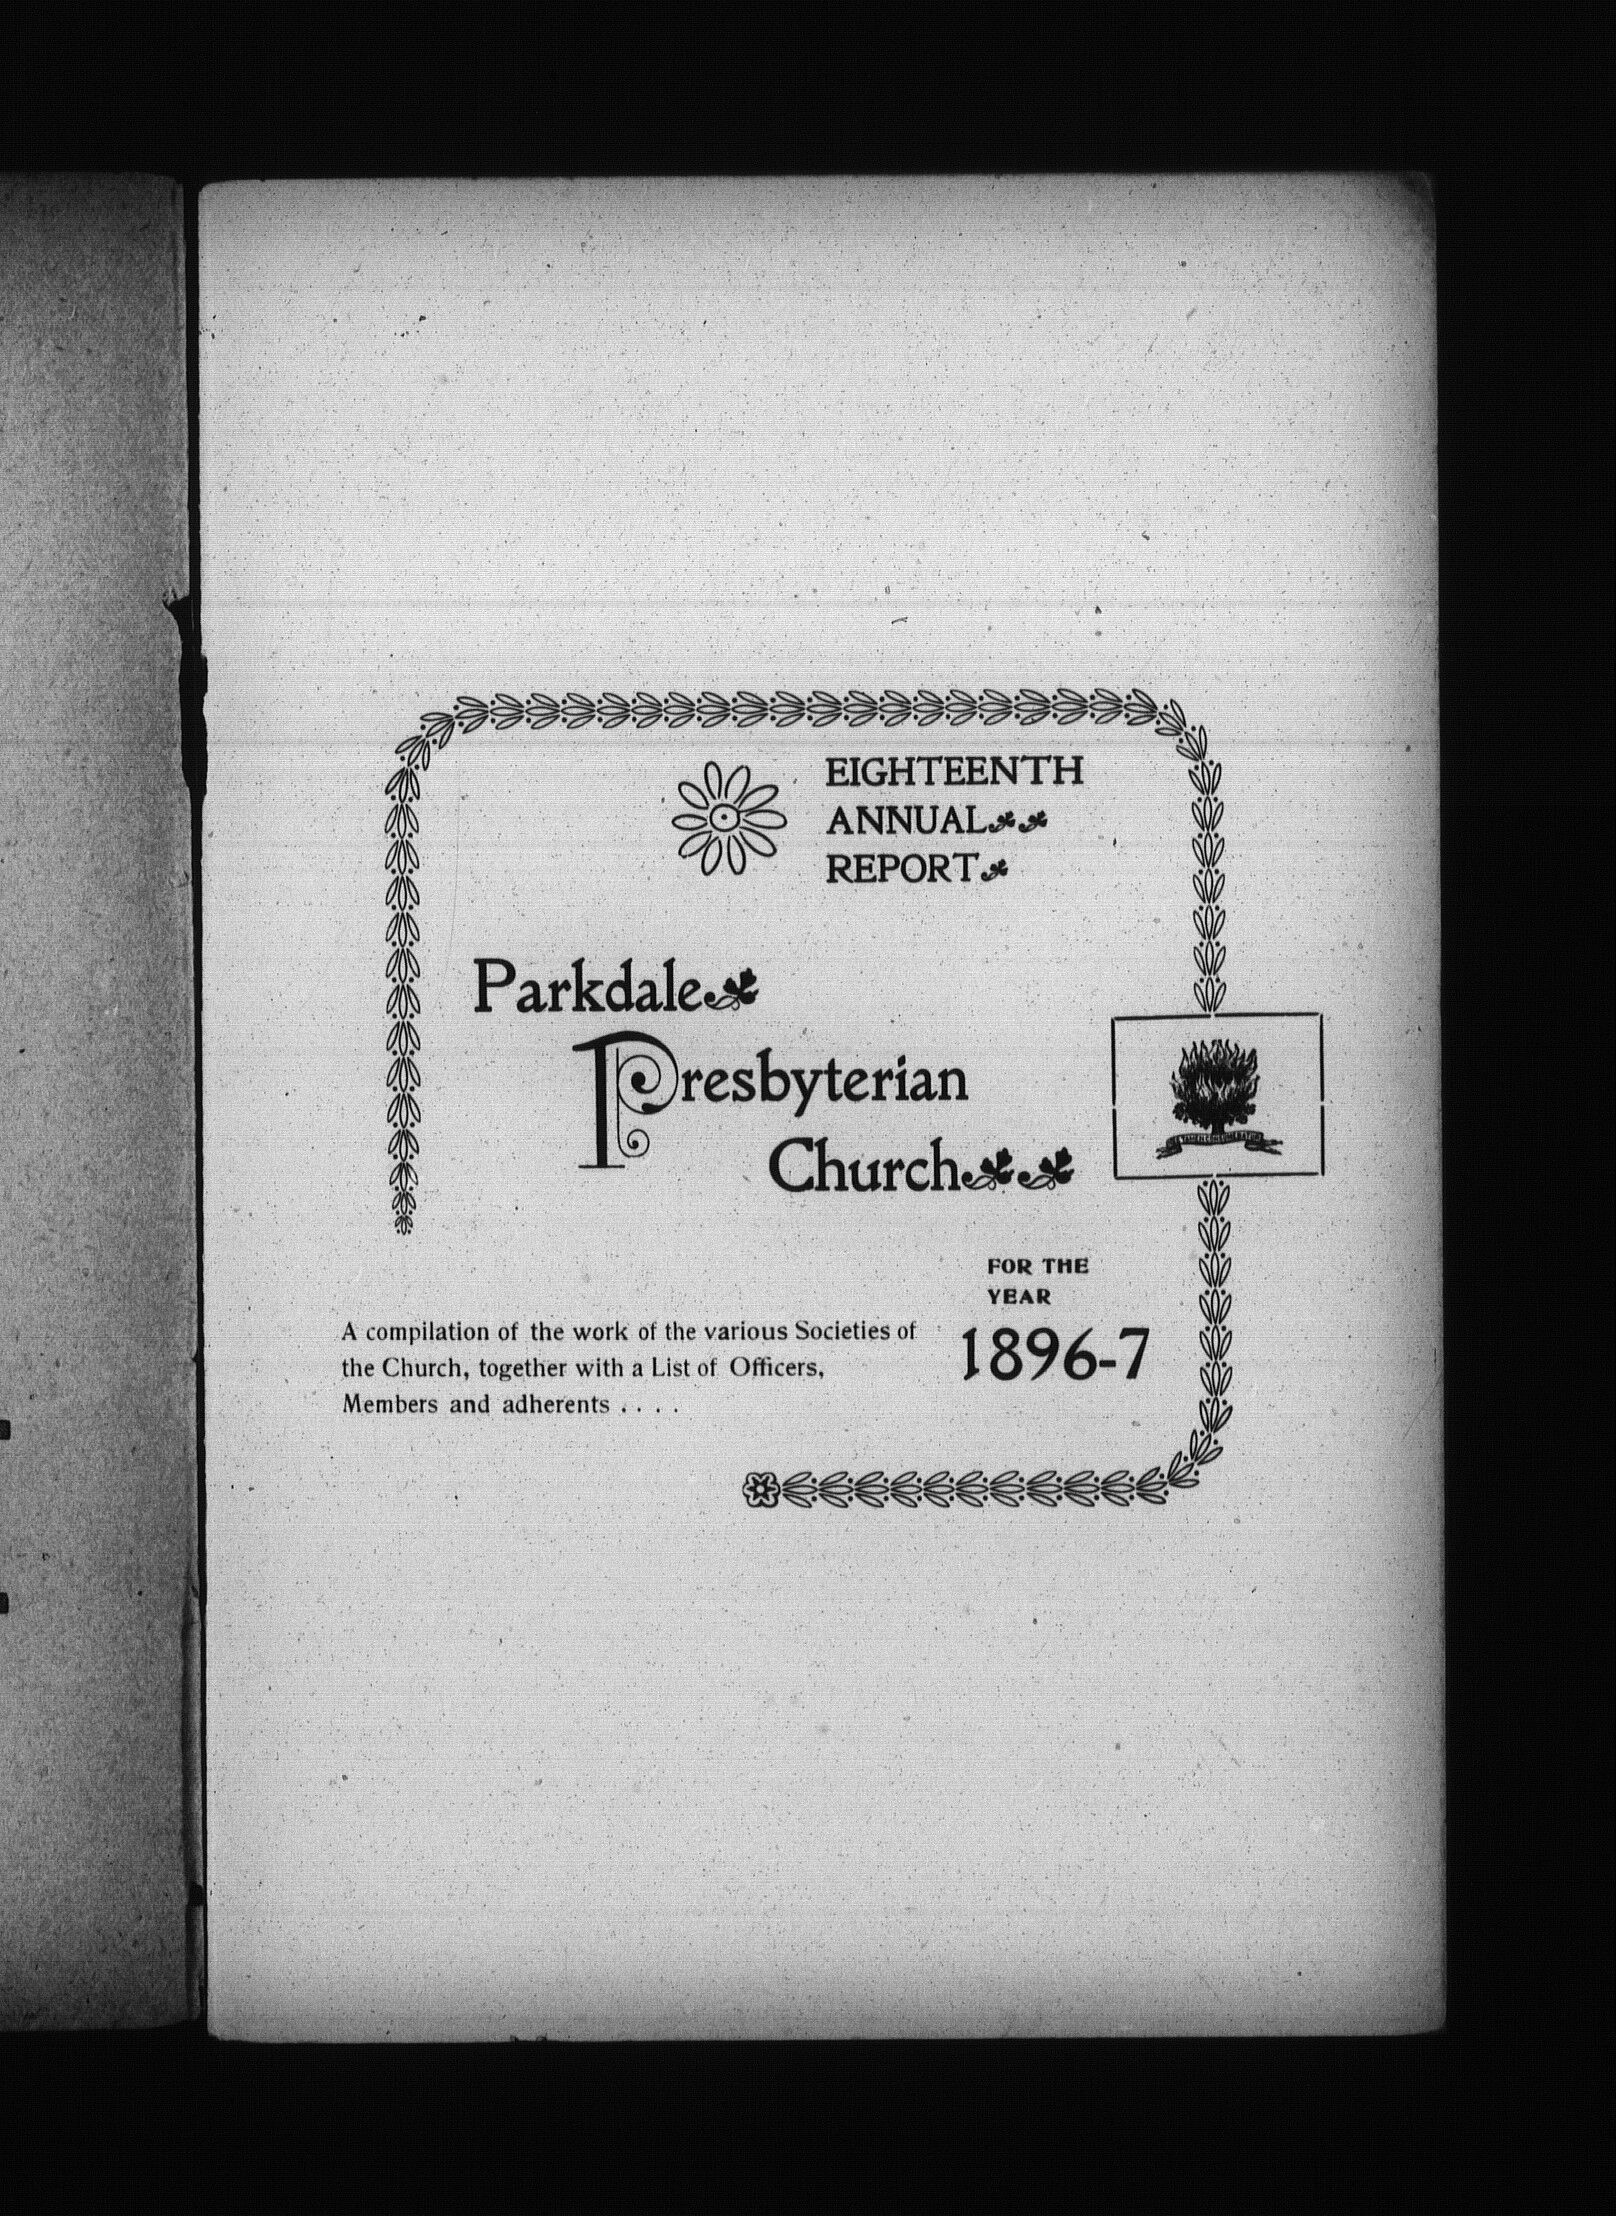 EIGHTEENTH
ANNUAL
REPORT
Parkdale
Presbyterian
Church
FOR THE
YEAR
1896-7
A compilation of the work of the various Societies of
the Church, together with a List of Officers,
Members and adherents . . . .